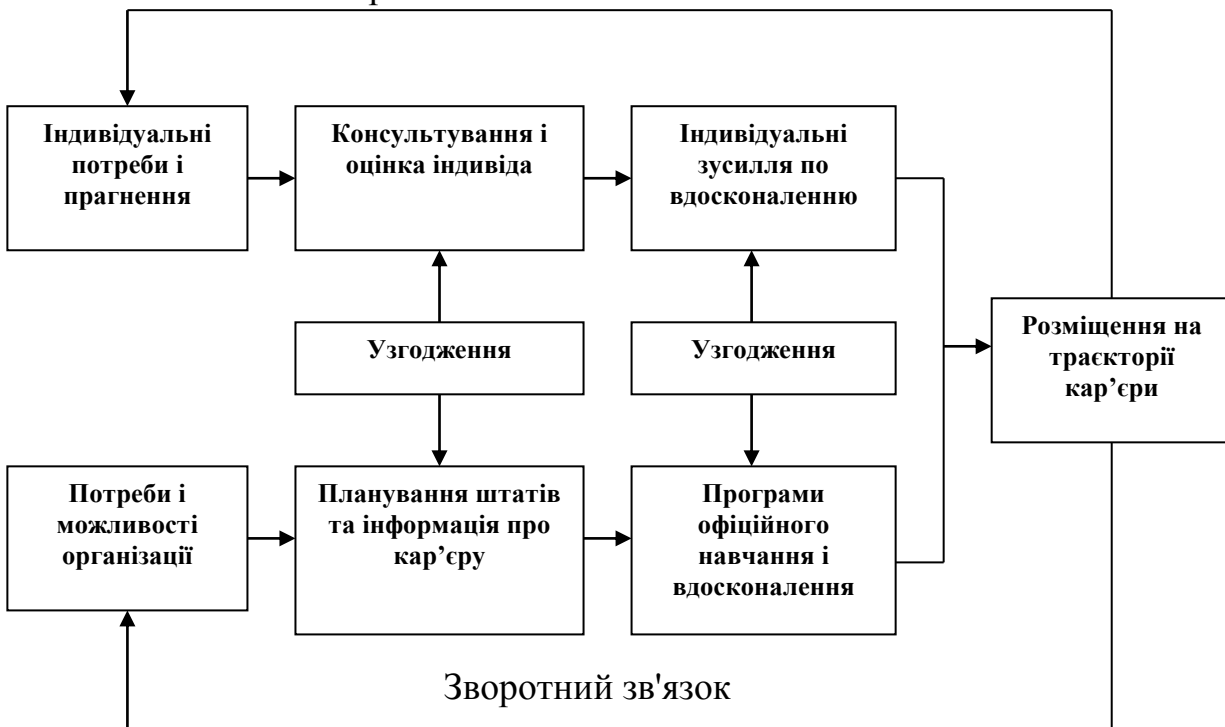 Індивідуальні
потреби і
прагнення
Консультування і
оцінка індивіда
Індивідуальні
зусилля по
вдосконаленню
Узгодження
Узгодження
Розміщення на
траєкторії
кар’єри
Потреби і
можливості
організації
Планування штатів
та інформація про
кар’єру
Програми
офіційного
навчання і
вдосконалення
Зворотний зв'язок